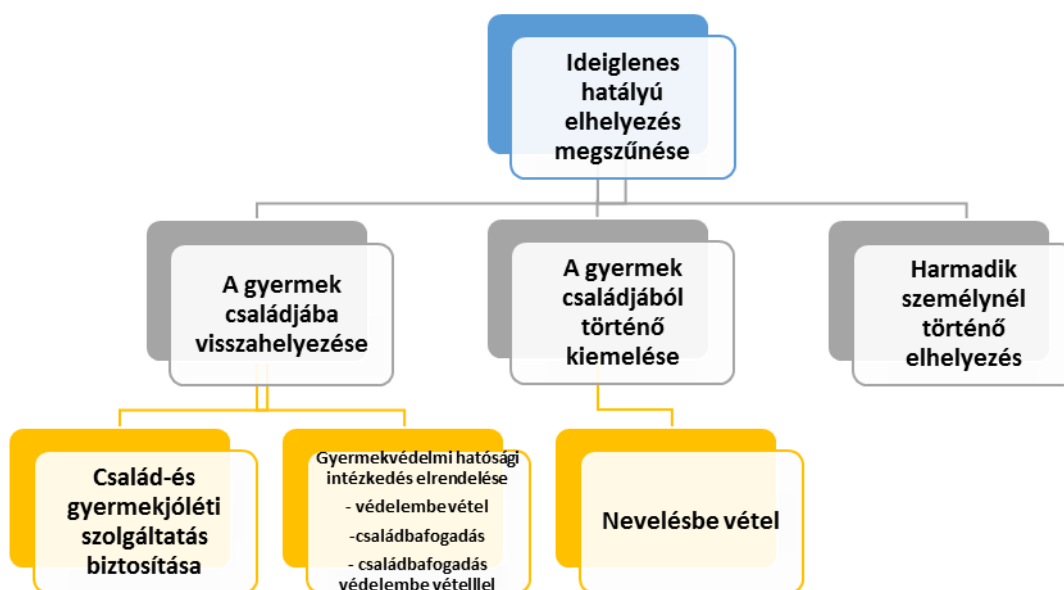 Ideiglenes
hatályú
elhelyezés
megszűnése
A gyermek
családjába
visszahelyezése
A gyermek
családjából
történő
kiemelése
Harmadik
személynél
történő
elhelyezés
Család-és
gyermekjóléti
szolgáltatás
biztosítása
Gyermekvédelmi hatósági
intézkedés elrendelése
- védelembevétel
-családbafogadás
- családbafogadás
védelembe vételllel
Nevelésbe vétel